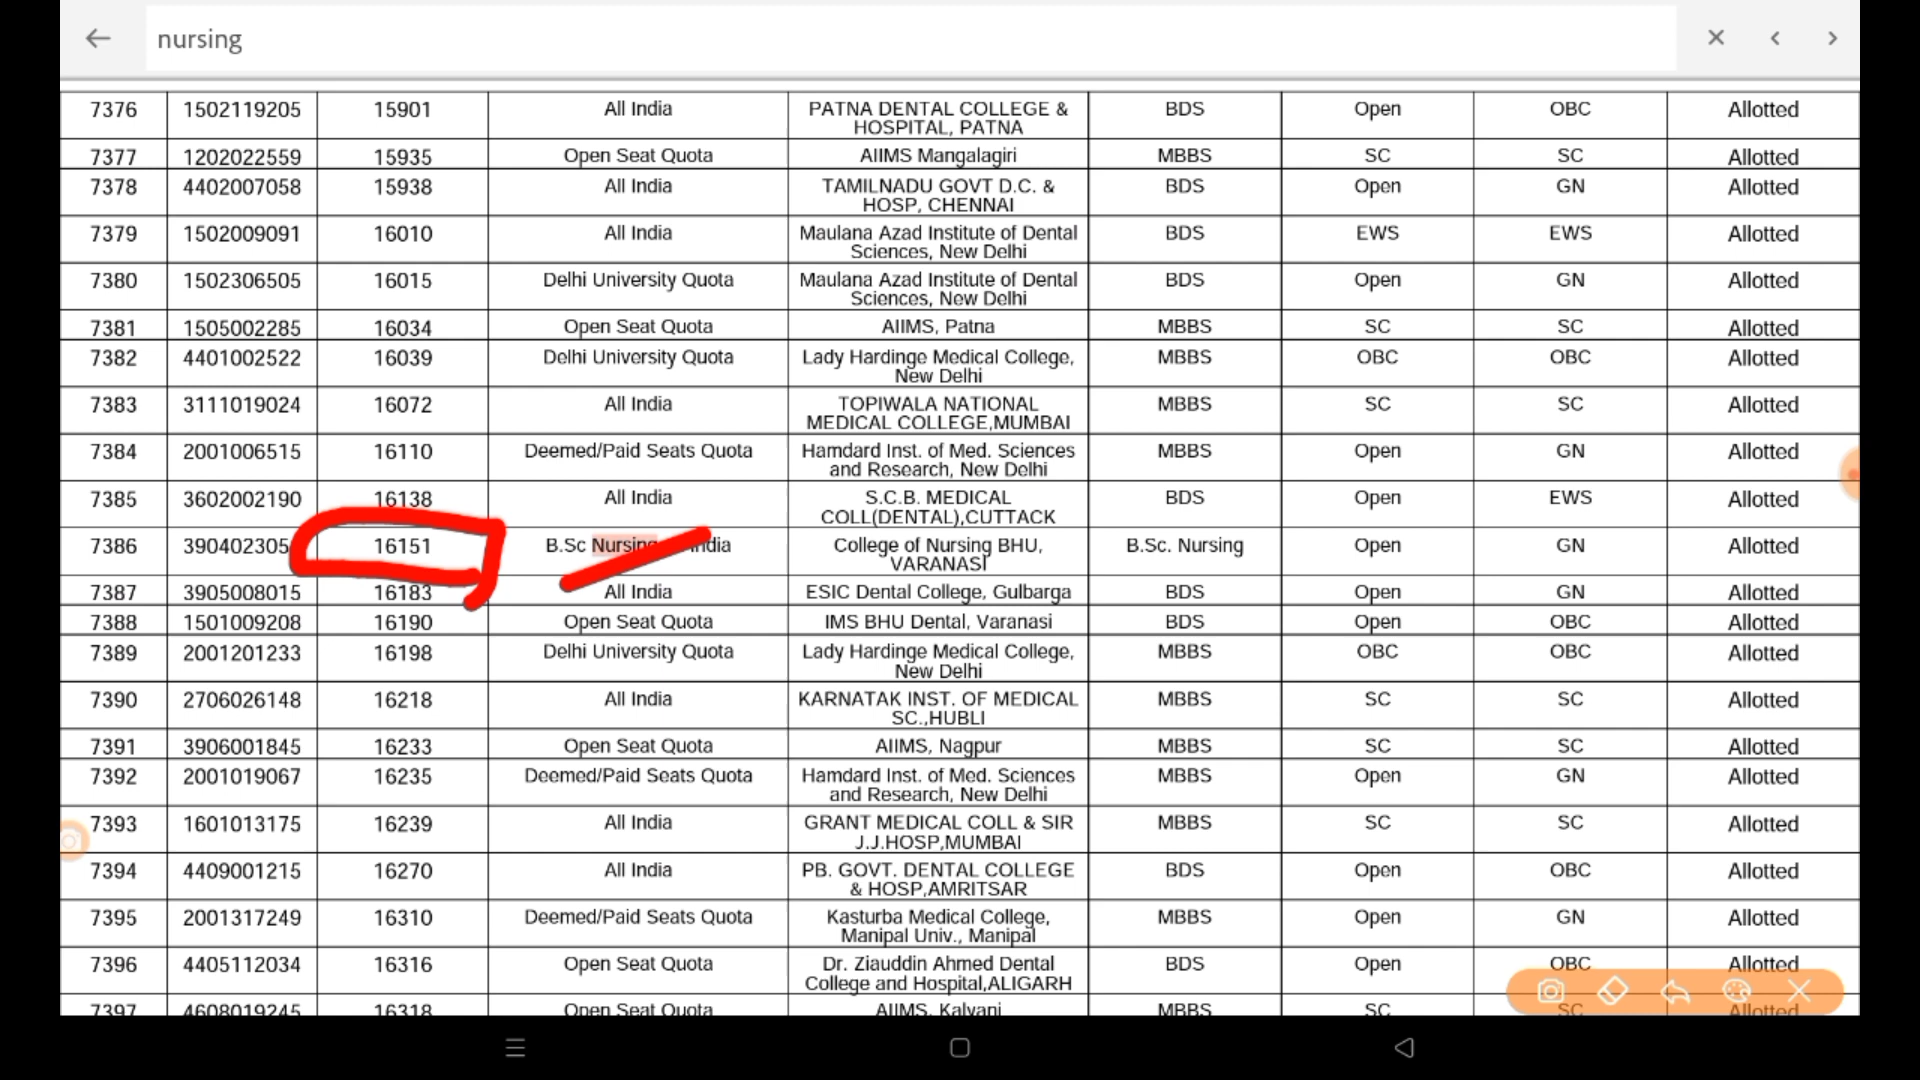 nursing
7376 1502119205 15901 All India PATNA DENTAL COLLEGE & BDS Open OBC Allotted
HOSPITAL, PATNA
7377 1202022559 15935 Open Seat Quota AIIMS Mangalagiri MBBS SC SC Allotted
7378 4402007058 15938 All India TAMILNADU GOVT D.C. & BDS Open GN Allotted
HOSP, CHENNAI
7379 1502009091 16010 All India Maulana Azad Institute of Dental BDS EWS EWS Allotted
Sciences, New Delhi
7380 1502306505 16015 Delhi University Quota Maulana Azad Institute of Dental BDS Open GN Allotted
Sciences, New Delhi
7381 1505002285 16034 Open Seat Quota AIIMS, Patna MBBS SC SC Allotted
7382 4401002522 16039 Delhi University Quota Lady Hardinge Medical College, MBBS OBC OBC Allotted
New Delhi
7383 3111019024 16072 All India TOPIWALA NATIONAL MBBS SC SC Allotted
MEDICAL COLLEGE,MUMBAI
7384 2001006515 16110 Deemed/Paid Seats Quota Hamdard Inst. of Med. Sciences MBBS Open GN Allotted
and Research, New Delhi
7385 3602002190 16138 All India S.C.B. MEDICAL BDS Open EWS Allotted
COLL(DENTAL),CUTTACK
7386 16151 B.Sc Nursing College of Nursing BHU, B.Sc. Nursing Open GN Allotted
VARANASI
7387 3905008015 16183 All India ESIC Dental College, Gulbarga BDS Open GN Allotted
7388 1501009208 16190 Open Seat Quota IMS BHU Dental, Varanasi BDS Open OBC Allotted
7389 2001201233 16198 Delhi University Quota Lady Hardinge Medical College, MBBS OBC OBC Allotted
New Delhi
7390 2706026148 16218 All India KARNATAK INST. OF MEDICAL MBBS SC SC Allotted
SC.,HUBLI
7391 3906001845 16233 Open Seat Quota AIIMS, Nagpur MBBS SC SC Allotted
7392 2001019067 16235 Deemed/Paid Seats Quota Hamdard Inst. of Med. Sciences MBBS Open GN Allotted
and Research, New Delhi
7393 1601013175 16239 All India GRANT MEDICAL COLL & SIR MBBS SC SC Allotted
J.J.HOSP,MUMBAI
7394 4409001215 16270 All India PB. GOVT. DENTAL COLLEGE BDS Open OBC Allotted
& HOSP,AMRITSAR
7395 2001317249 16310 Deemed/Paid Seats Quota Kasturba Medical College, MBBS Open GN Allotted
Manipal Univ., Manipal
7396 4405112034 16316 Open Seat Quota Dr. Ziauddin Ahmed Dental BDS Open OBC Allotted
College and Hospital,ALIGARH
7397 4608019245 16318 Open Seat Quota AIIMS, Kalyani MBBS SC SC Allotted